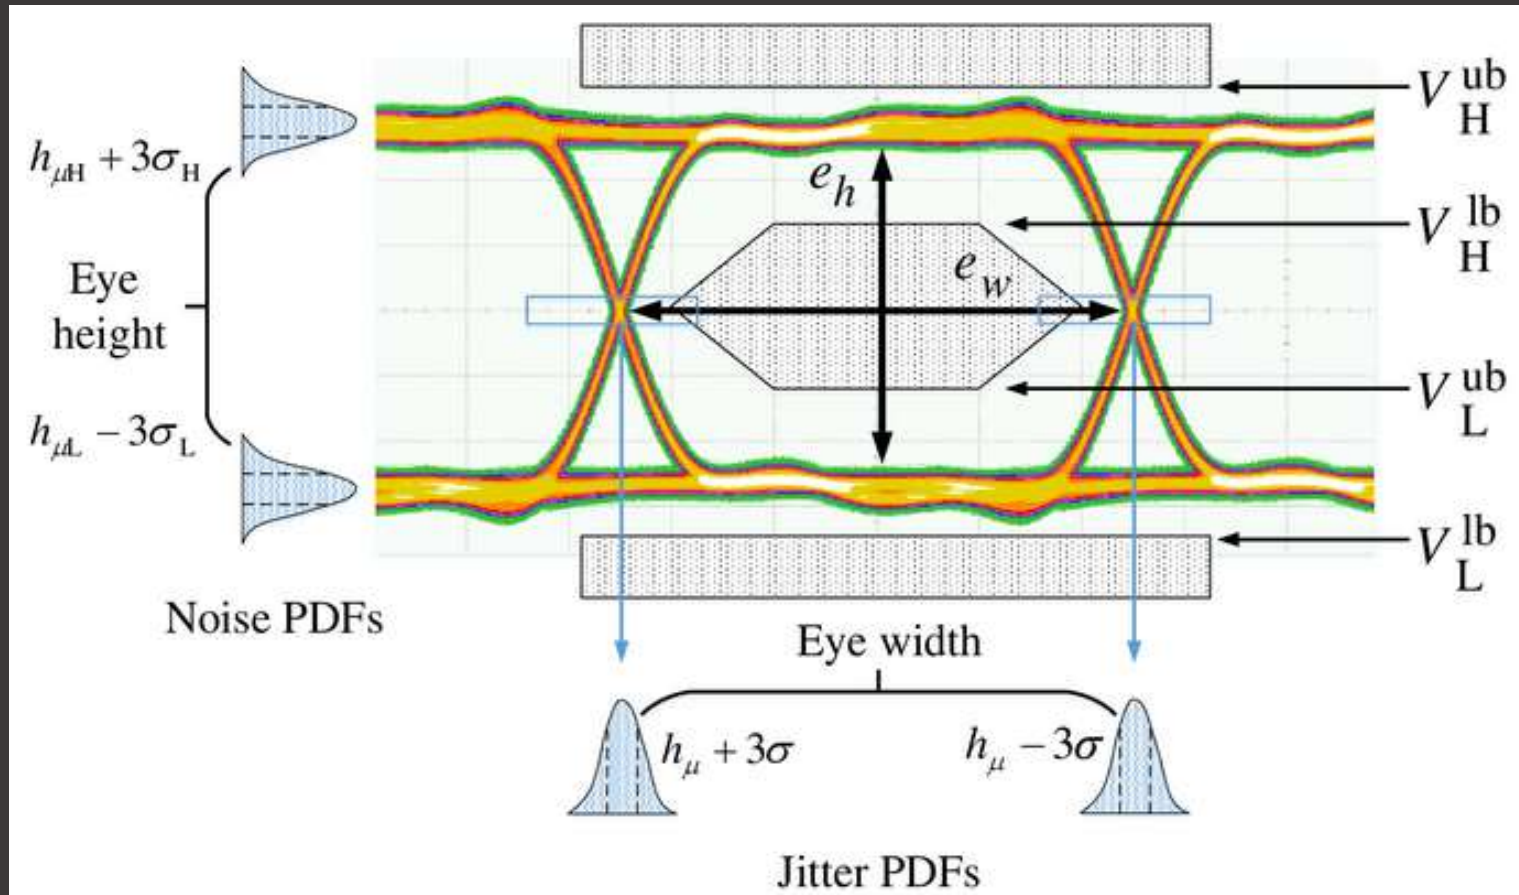 V_H^ub
h_μH + 3σ_H
e_h
V_H^lb
Eye
height
e_w
V_L^ub
h_μL − 3σ_L
V_L^lb
Noise PDFs
Eye width
h_μ + 3σ
h_μ − 3σ
Jitter PDFs